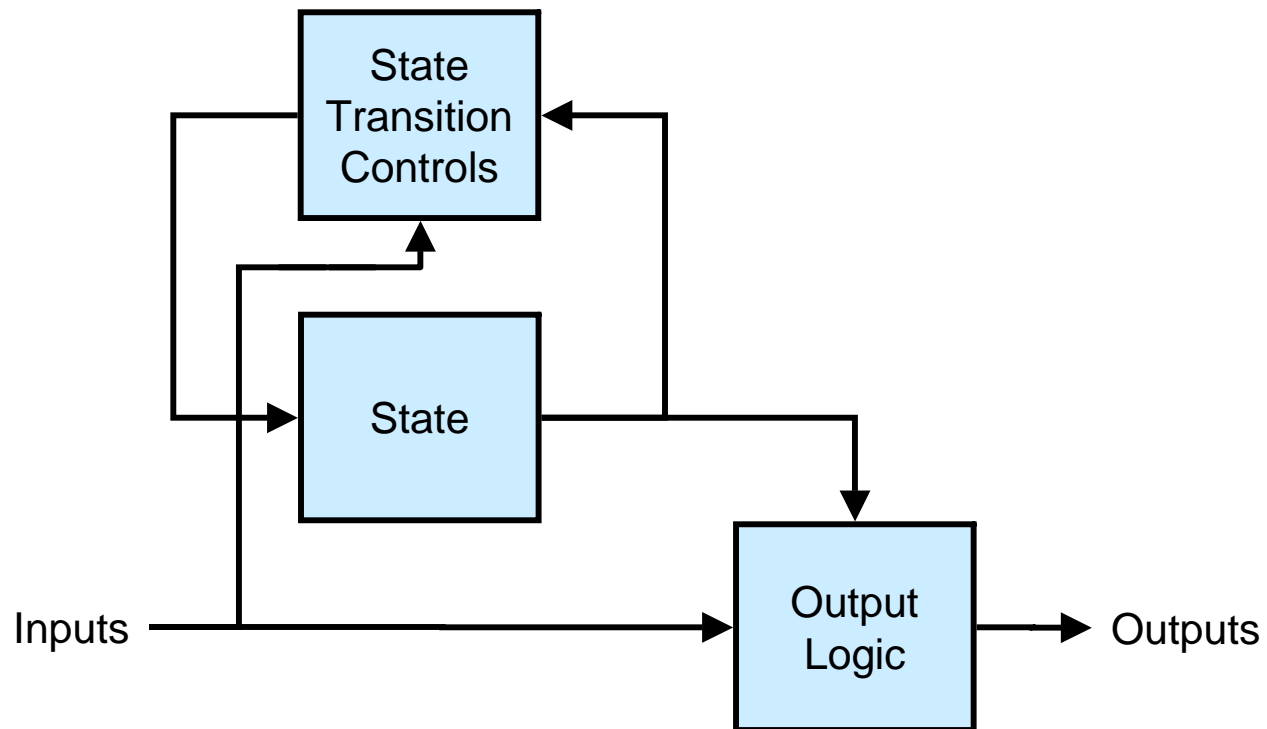 State
Transition
Controls
State
Output
Logic
Inputs
Outputs